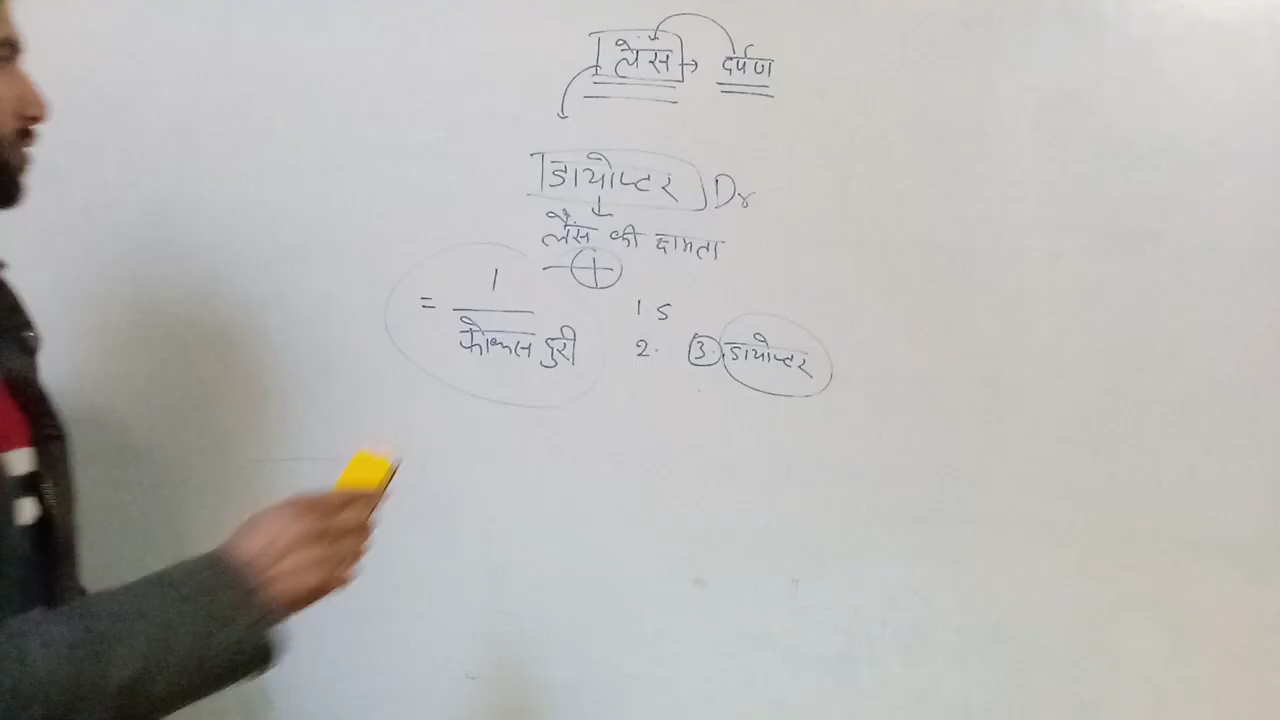 लेंस → दर्पण
डायोप्टर Dr
लैंस की क्षमता
= 1 / फोकस दुरी
1 S
2. 3. डायोप्टर